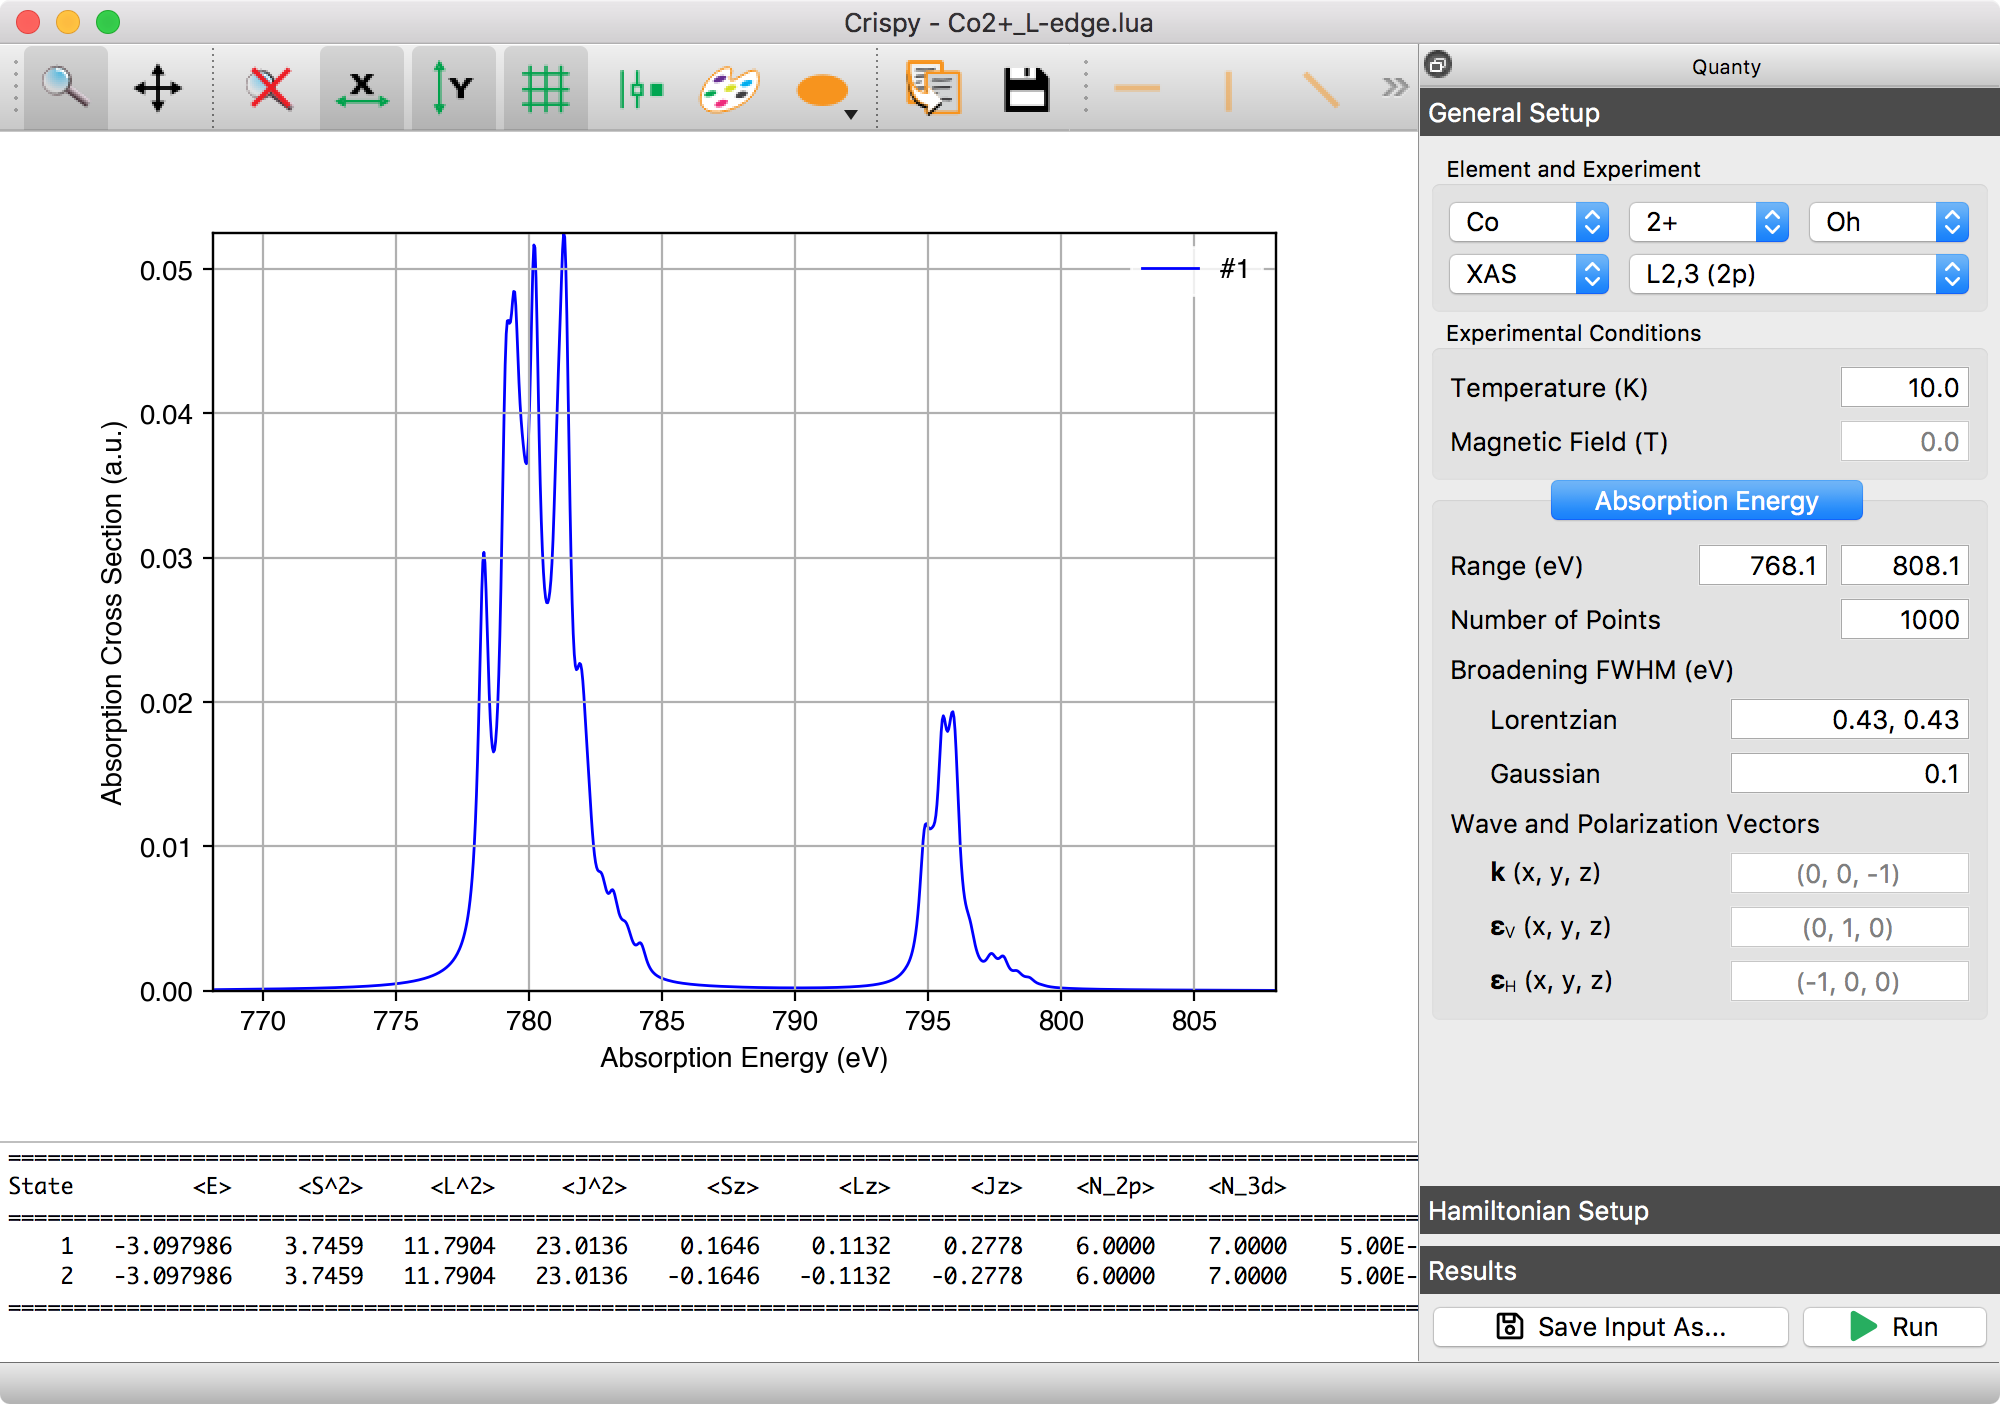 Crispy - Co2+_L-edge.lua
X
Y
Quanty
General Setup
Element and Experiment
Co 2+ Oh
XAS L2,3 (2p)
Experimental Conditions
Temperature (K) 10.0
Magnetic Field (T) 0.0
Absorption Energy
Range (eV) 768.1 808.1
Number of Points 1000
Broadening FWHM (eV)
Lorentzian 0.43, 0.43
Gaussian 0.1
Wave and Polarization Vectors
k (x, y, z) (0, 0, -1)
εV (x, y, z) (0, 1, 0)
εH (x, y, z) (-1, 0, 0)
Hamiltonian Setup
Results
Save Input As...
Run
#1
0.05
0.04
0.03
0.02
0.01
0.00
Absorption Cross Section (a.u.)
770 775 780 785 790 795 800 805
Absorption Energy (eV)
State <E> <S^2> <L^2> <J^2> <Sz> <Lz> <Jz> <N_2p> <N_3d>
1 -3.097986 3.7459 11.7904 23.0136 0.1646 0.1132 0.2778 6.0000 7.0000 5.00E-
2 -3.097986 3.7459 11.7904 23.0136 -0.1646 -0.1132 -0.2778 6.0000 7.0000 5.00E-